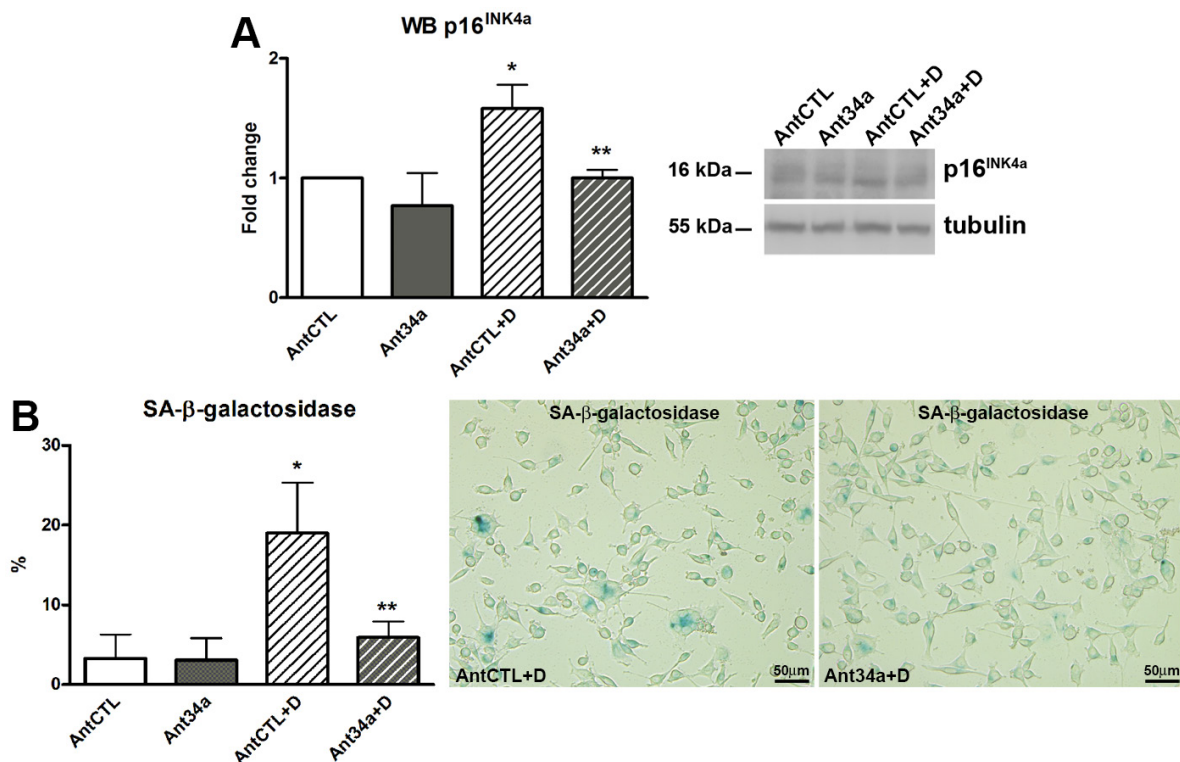 A
WB p16INK4a
Fold change
2
1
0
*
**
AntCTL
Ant34a
AntCTL+D
Ant34a+D
AntCTL
Ant34a
AntCTL+D
Ant34a+D
16 kDa
p16INK4a
55 kDa
tubulin
B
SA-β-galactosidase
%
30
20
10
0
*
**
AntCTL
Ant34a
AntCTL+D
Ant34a+D
SA-β-galactosidase
AntCTL+D
50μm
SA-β-galactosidase
Ant34a+D
50μm